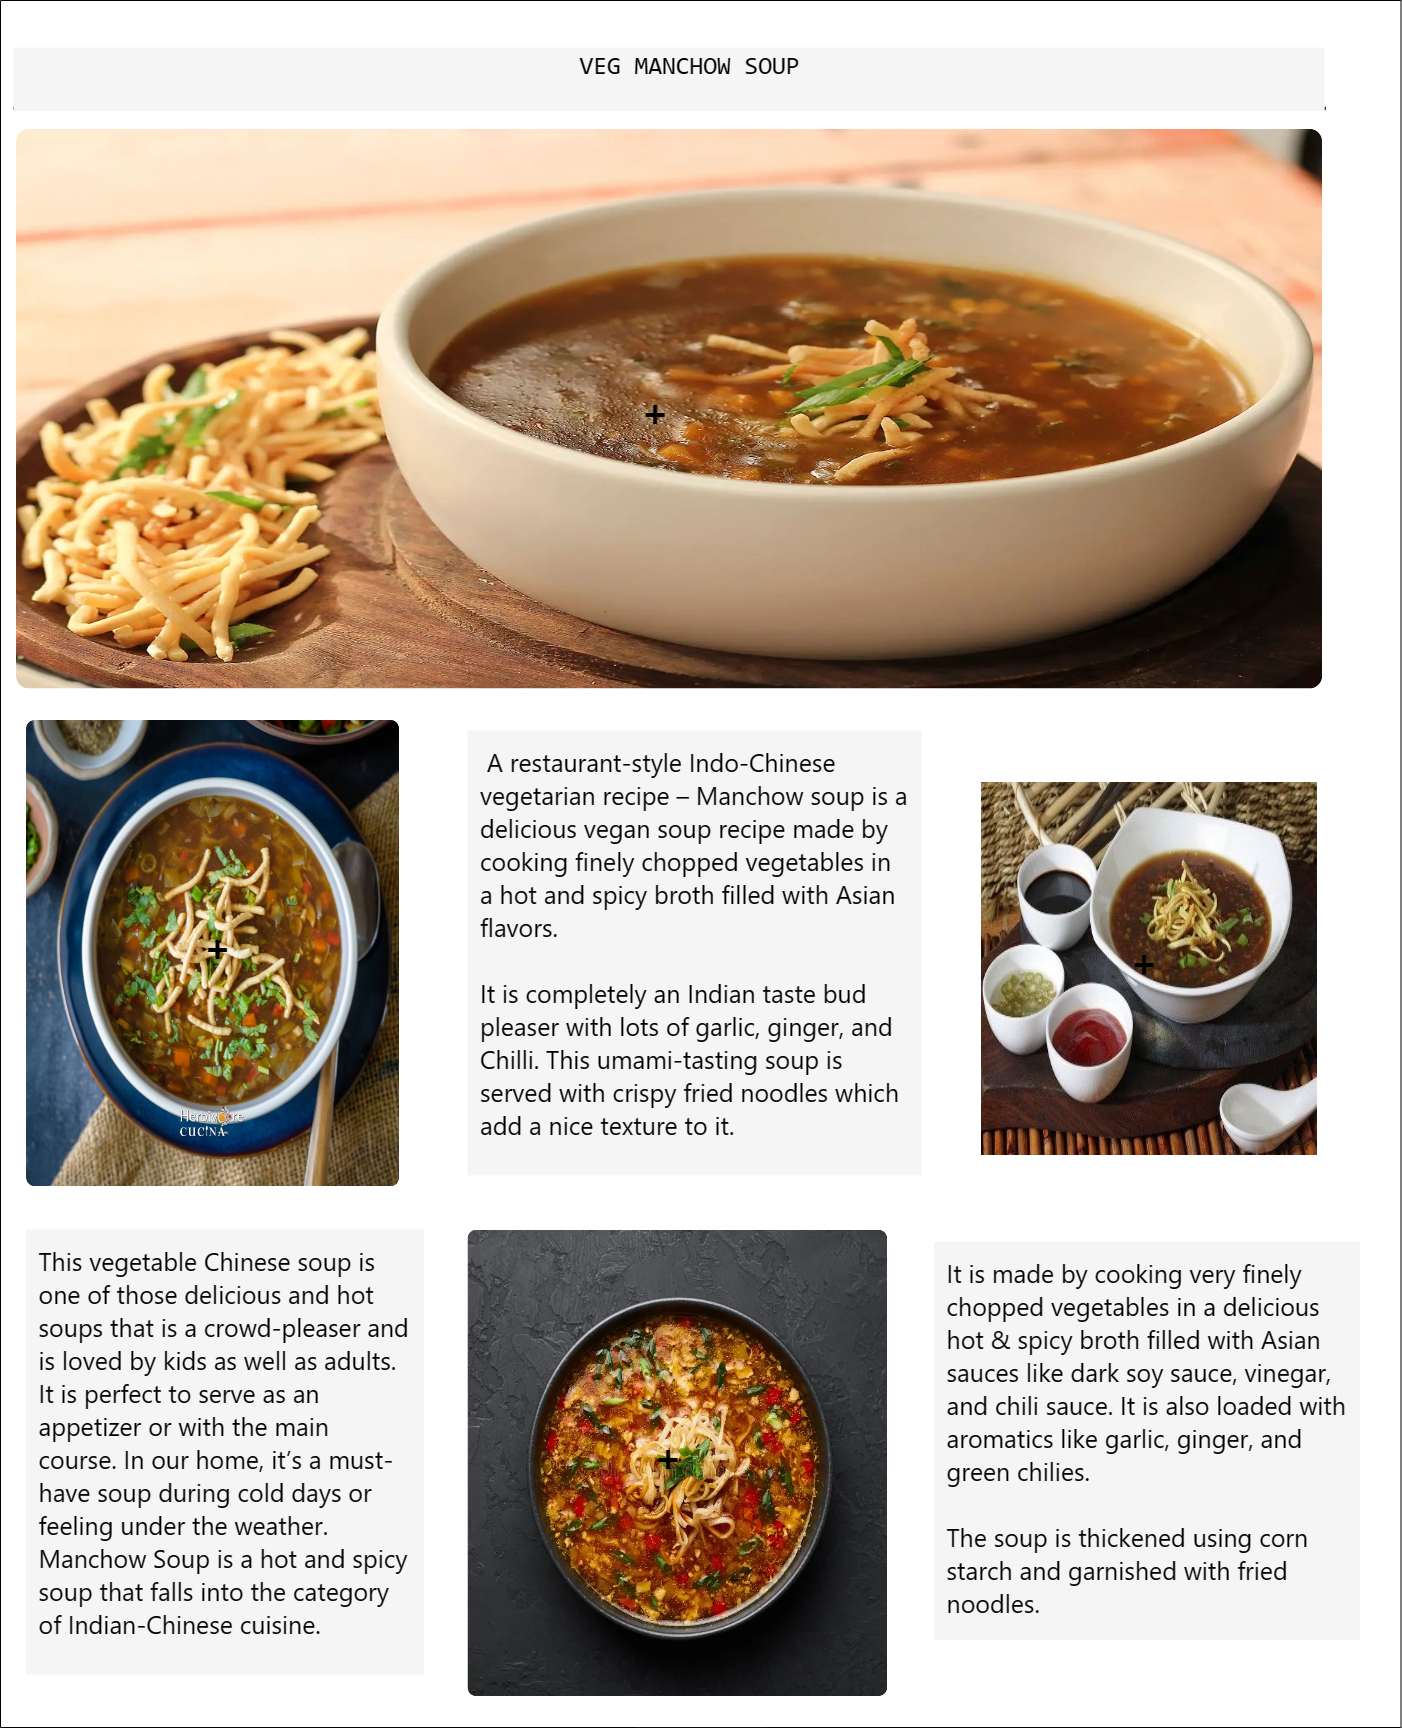 VEG MANCHOW SOUP
A restaurant-style Indo-Chinese
vegetarian recipe – Manchow soup is a
delicious vegan soup recipe made by
cooking finely chopped vegetables in
a hot and spicy broth filled with Asian
flavors.
It is completely an Indian taste bud
pleaser with lots of garlic, ginger, and
Chilli. This umami-tasting soup is
served with crispy fried noodles which
add a nice texture to it.
Herbivore
CUCINA
This vegetable Chinese soup is
one of those delicious and hot
soups that is a crowd-pleaser and
is loved by kids as well as adults.
It is perfect to serve as an
appetizer or with the main
course. In our home, it’s a must-
have soup during cold days or
feeling under the weather.
Manchow Soup is a hot and spicy
soup that falls into the category
of Indian-Chinese cuisine.
It is made by cooking very finely
chopped vegetables in a delicious
hot & spicy broth filled with Asian
sauces like dark soy sauce, vinegar,
and chili sauce. It is also loaded with
aromatics like garlic, ginger, and
green chilies.
The soup is thickened using corn
starch and garnished with fried
noodles.